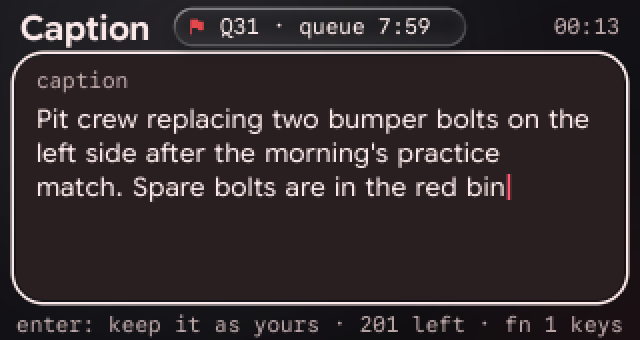 Caption Q31 · queue 7:59 00:13
caption
Pit crew replacing two bumper bolts on the
left side after the morning's practice
match. Spare bolts are in the red bin
enter: keep it as yours · 201 left · fn 1 keys